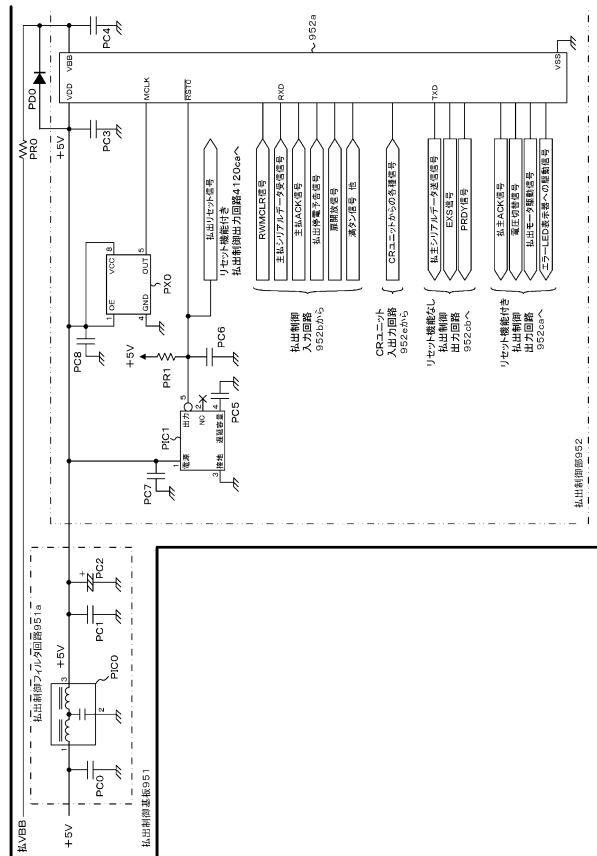 払VBB
+5V
払出制御フィルタ回路951a
+5V
1
3
2
PIC0
PC0
PC1
+
PC2
払出制御基板951
PR0
PD0
+5V
PC3
PC4
VDD
VBB
MCLK
RST0
RXD
TXD
VSS
952a
PC8
1
OE
VCC
8
4
GND
OUT
5
PX0
+5V
PR1
PC6
PIC1
PC7
1
電源
出力
5
NC
2
3
接地
遅延容量
4
PC5
払出リセット信号
リセット機能付き
払出制御出力回路4120caへ
RWMCLR信号
主払シリアルデータ受信信号
主払ACK信号
払出停電予告信号
扉開放信号
満タン信号 他
払出制御
入力回路
952bから
CRユニットからの各種信号
CRユニット
入出力回路
952eから
払主シリアルデータ送信信号
EXS信号
PRDY信号
リセット機能なし
払出制御
出力回路
952cbへ
払主ACK信号
電圧切替信号
払出モータ駆動信号
エラーLED表示器への駆動信号
リセット機能付き
払出制御
出力回路
952caへ
払出制御部952